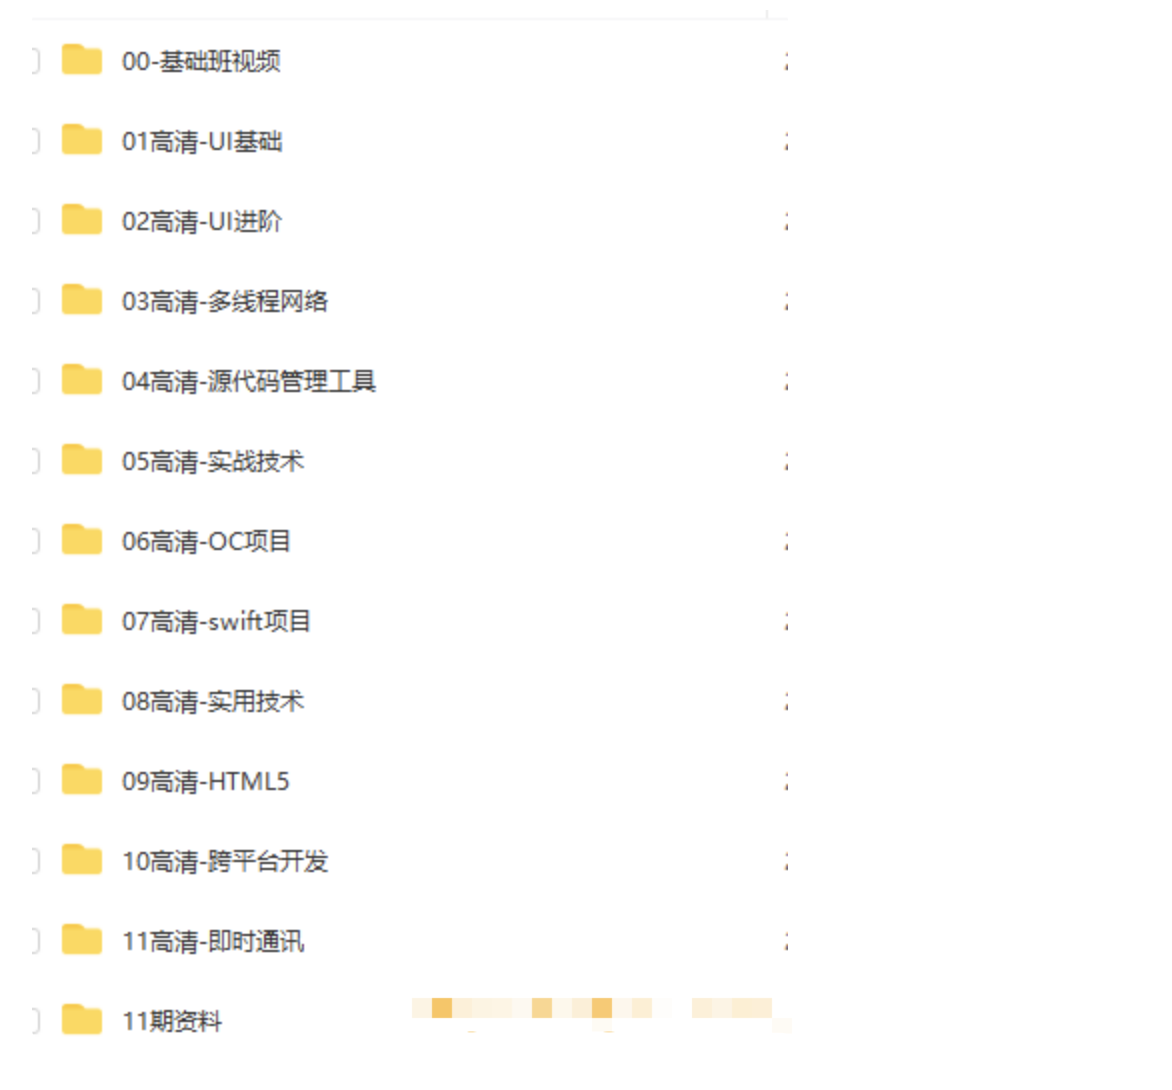 00-基础班视频
01高清-UI基础
02高清-UI进阶
03高清-多线程网络
04高清-源代码管理工具
05高清-实战技术
06高清-OC项目
07高清-swift项目
08高清-实用技术
09高清-HTML5
10高清-跨平台开发
11高清-即时通讯
11期资料